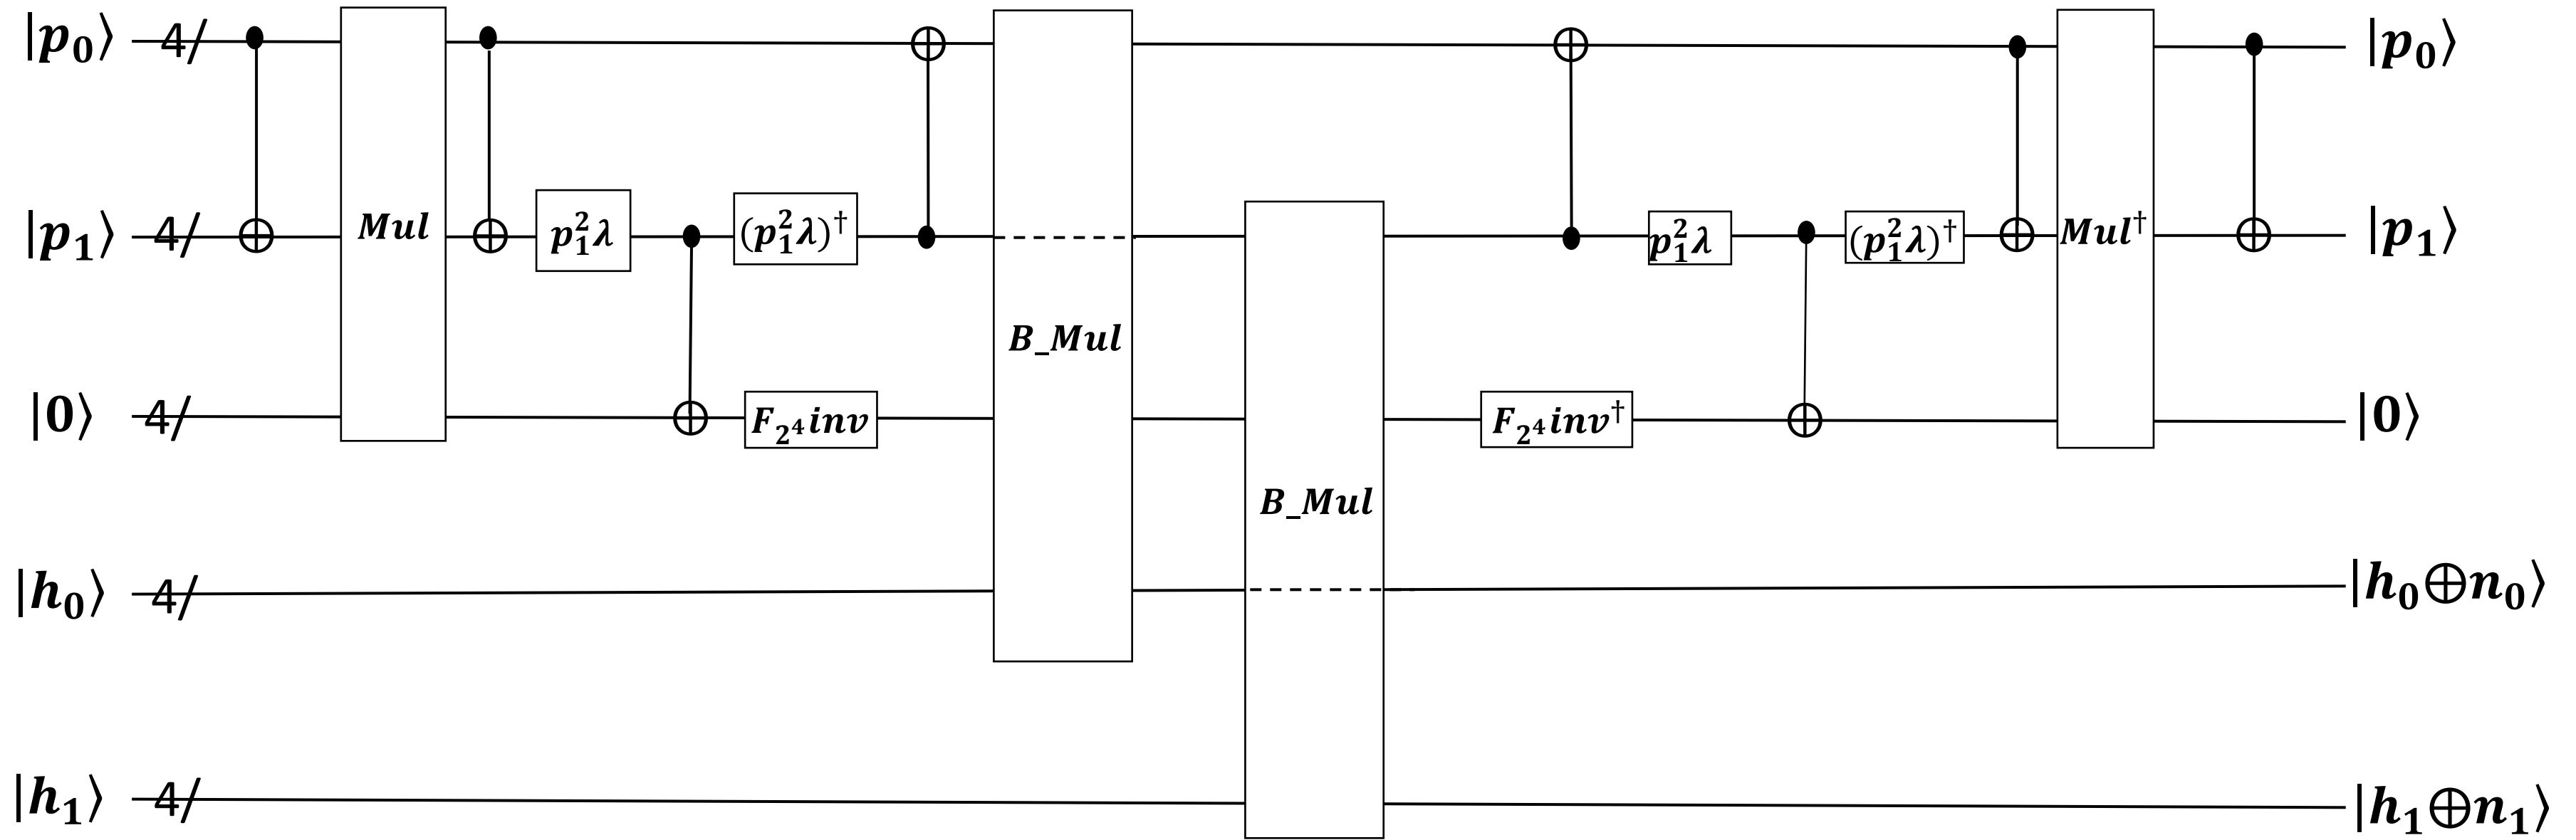 |p₀⟩ 4/ |p₀⟩
|p₁⟩ 4/ Mul p₁²λ (p₁²λ)† p₁²λ (p₁²λ)† Mul† |p₁⟩
B_Mul
|0⟩ 4/ F₂⁴inv F₂⁴inv† |0⟩
B_Mul
|h₀⟩ 4/ |h₀⊕n₀⟩
|h₁⟩ 4/ |h₁⊕n₁⟩